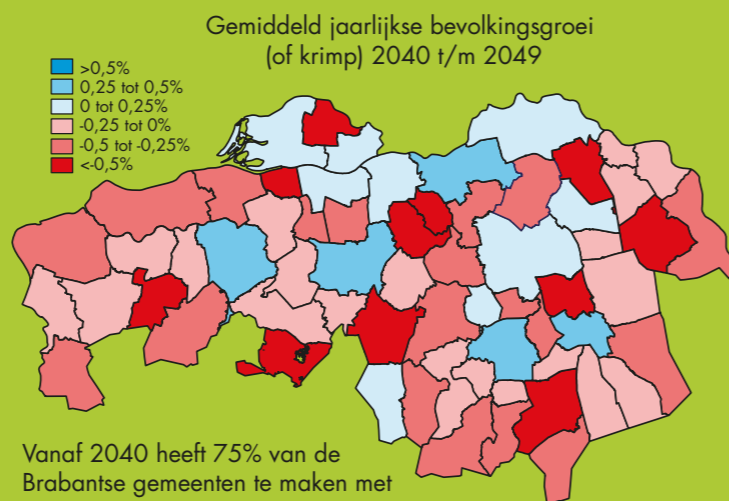 Gemiddeld jaarlijkse bevolkingsgroei
(of krimp) 2040 t/m 2049
>0,5%
0,25 tot 0,5%
0 tot 0,25%
-0,25 tot 0%
-0,5 tot -0,25%
<-0,5%
Vanaf 2040 heeft 75% van de
Brabantse gemeenten te maken met